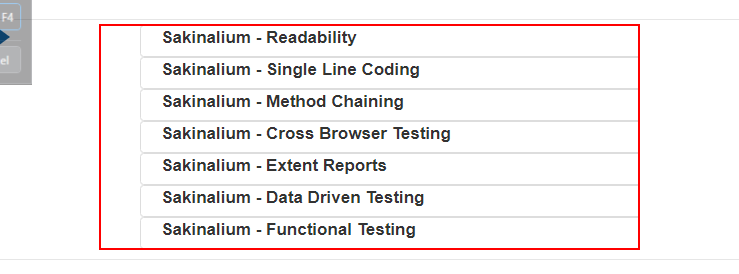 F4
el
Sakinalium - Readability
Sakinalium - Single Line Coding
Sakinalium - Method Chaining
Sakinalium - Cross Browser Testing
Sakinalium - Extent Reports
Sakinalium - Data Driven Testing
Sakinalium - Functional Testing